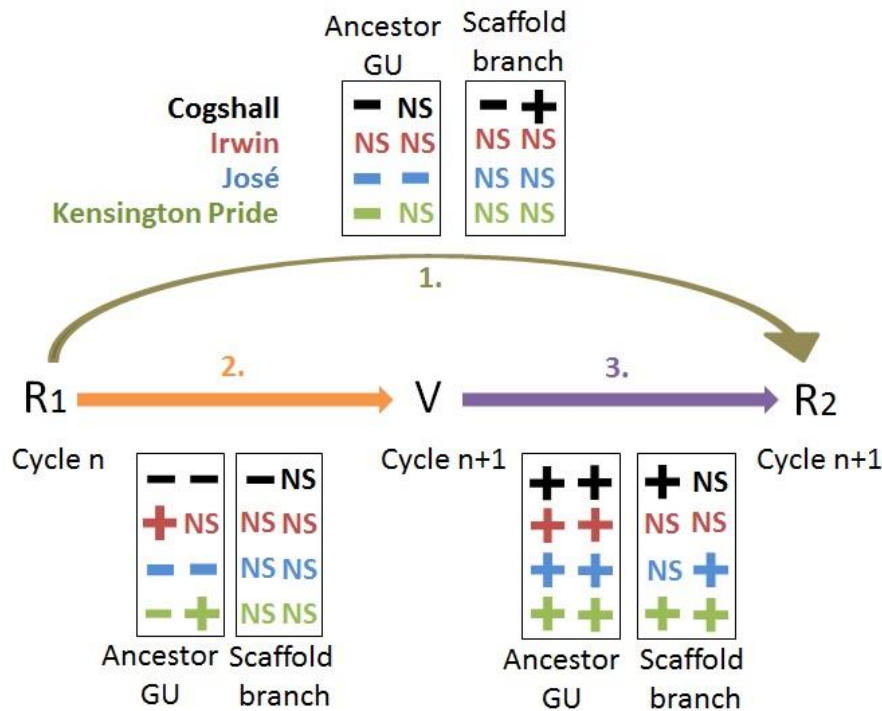 Ancestor GU
Scaffold branch
Cogshall
Irwin
José
Kensington Pride
− NS
NS NS
− −
− NS
− +
NS NS
NS NS
NS NS
1.
2.
3.
R1
V
R2
Cycle n
Cycle n+1
Cycle n+1
− −
+ NS
− −
− +
Ancestor
GU
− NS
NS NS
NS NS
NS NS
Scaffold
branch
+ +
+ +
+ +
+ +
Ancestor
GU
+ NS
NS NS
NS +
+ +
Scaffold
branch